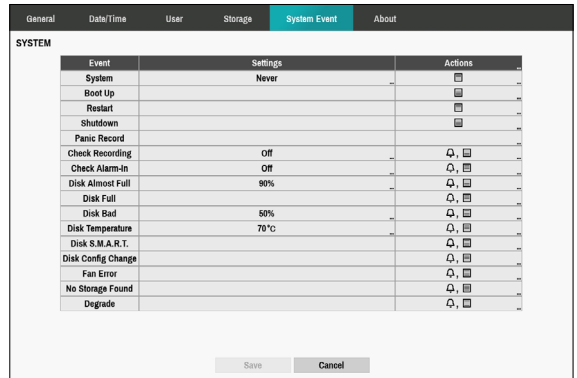 General Date/Time User Storage System Event About
SYSTEM
Event Settings Actions
System Never
Boot Up
Restart
Shutdown
Panic Record
Check Recording Off
Check Alarm-In Off
Disk Almost Full 90%
Disk Full
Disk Bad 50%
Disk Temperature 70°C
Disk S.M.A.R.T.
Disk Config Change
Fan Error
No Storage Found
Degrade
Save Cancel